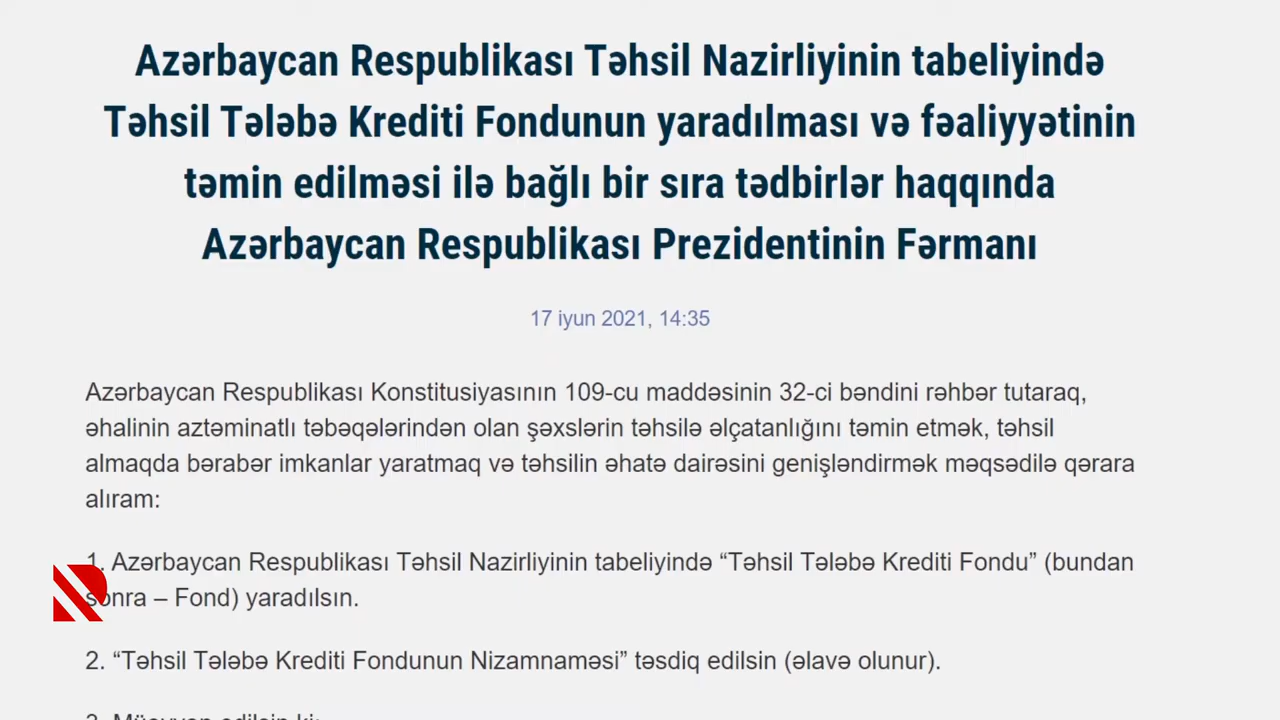 Azərbaycan Respublikası Təhsil Nazirliyinin tabeliyində
Təhsil Tələbə Krediti Fondunun yaradılması və fəaliyyətinin
təmin edilməsi ilə bağlı bir sıra tədbirlər haqqında
Azərbaycan Respublikası Prezidentinin Fərmanı
17 iyun 2021, 14:35
Azərbaycan Respublikası Konstitusiyasının 109-cu maddəsinin 32-ci bəndini rəhbər tutaraq,
əhalinin aztəminatlı təbəqələrindən olan şəxslərin təhsilə əlçatanlığını təmin etmək, təhsil
almaqda bərabər imkanlar yaratmaq və təhsilin əhatə dairəsini genişləndirmək məqsədilə qərara
alıram:
1. Azərbaycan Respublikası Təhsil Nazirliyinin tabeliyində “Təhsil Tələbə Krediti Fondu” (bundan
sonra – Fond) yaradılsın.
2. “Təhsil Tələbə Krediti Fondunun Nizamnaməsi” təsdiq edilsin (əlavə olunur).